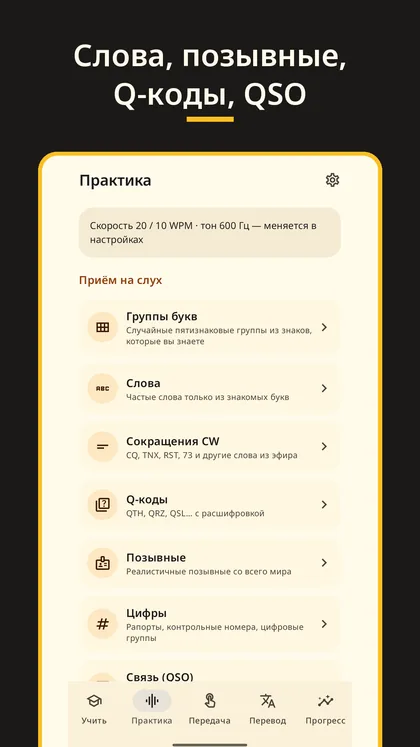 Слова, позывные,
Q-коды, QSO
Практика
Скорость 20 / 10 WPM · тон 600 Гц — меняется в
настройках
Приём на слух
Группы букв
Случайные пятизнаковые группы из знаков,
которые вы знаете
ABC
Слова
Частые слова только из знакомых букв
Сокращения CW
CQ, TNX, RST, 73 и другие слова из эфира
Q-коды
QTH, QRZ, QSL... с расшифровкой
Позывные
Реалистичные позывные со всего мира
Цифры
Рапорты, контрольные номера, цифровые
группы
Связь (QSO)
Учить
Практика
Передача
Перевод
Прогресс